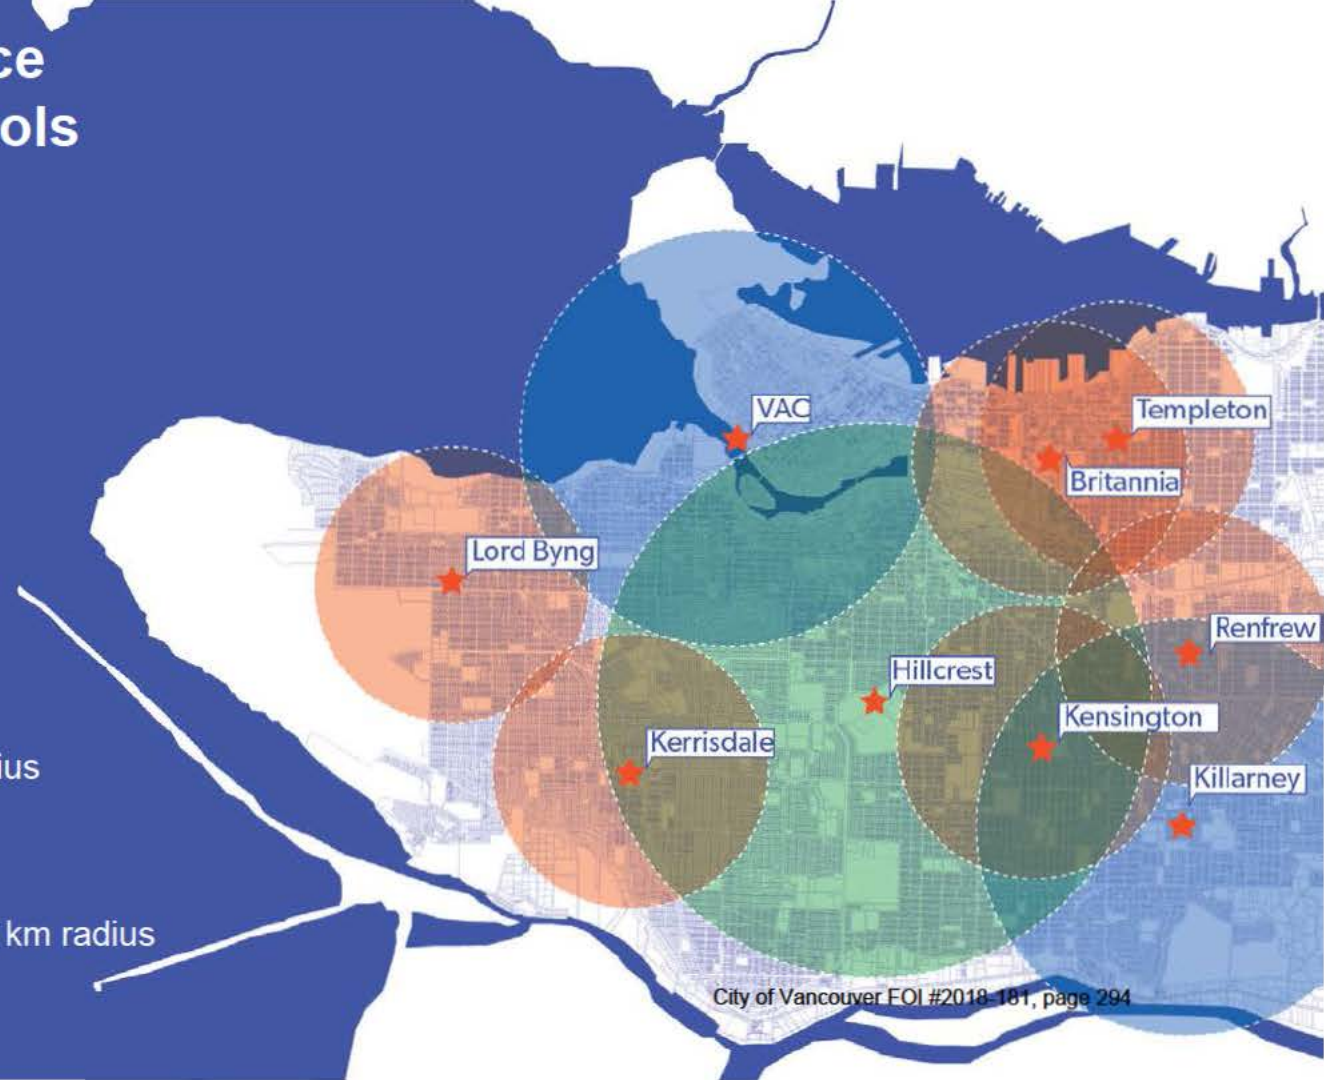 ce
ols
VAC
Templeton
Britannia
Lord Byng
Renfrew
Hillcrest
Kensington
Kerrisdale
ius
Killarney
km radius
City of Vancouver FOI #2018-181, page 294